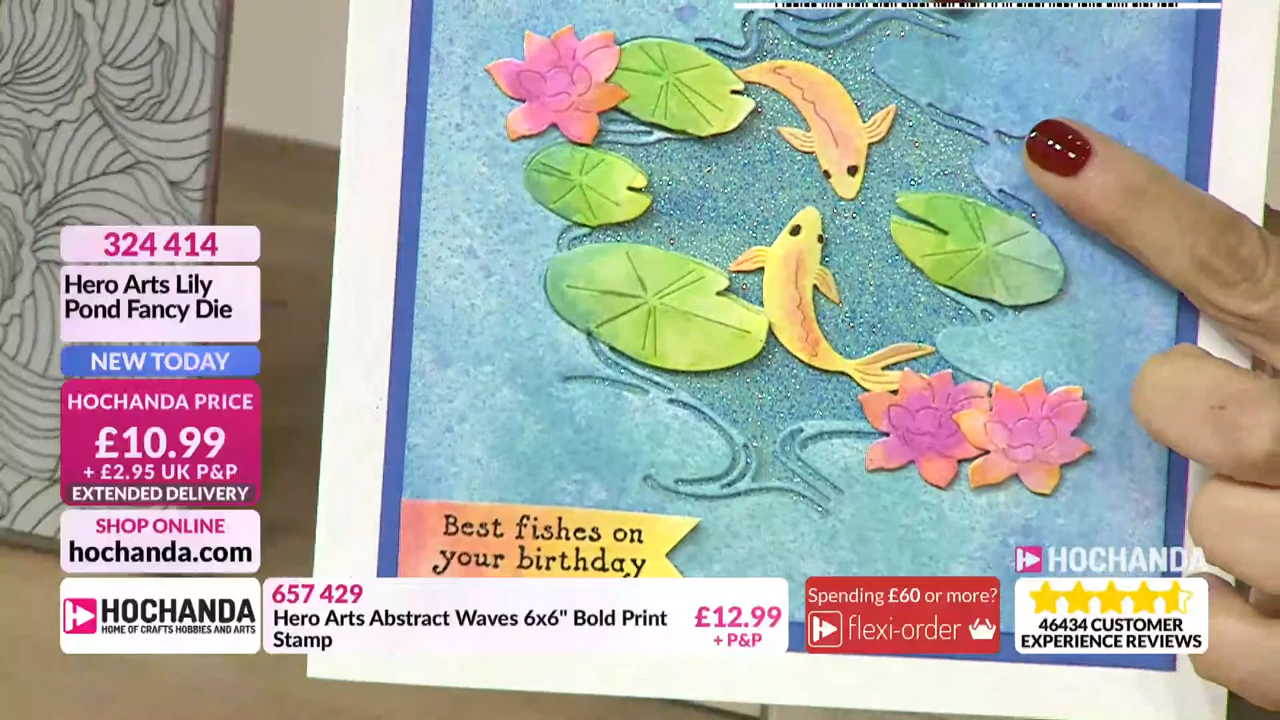 324 414
Hero Arts Lily
Pond Fancy Die
NEW TODAY
HOCHANDA PRICE
£10.99
+ £2.95 UK P&P
EXTENDED DELIVERY
SHOP ONLINE
hochanda.com
Best fishes on
your birthday
HOCHANDA
HOCHANDA
HOME OF CRAFTS HOBBIES AND ARTS
657 429
Hero Arts Abstract Waves 6x6" Bold Print
Stamp
£12.99
+ P&P
Spending £60 or more?
flexi-order
46434 CUSTOMER
EXPERIENCE REVIEWS